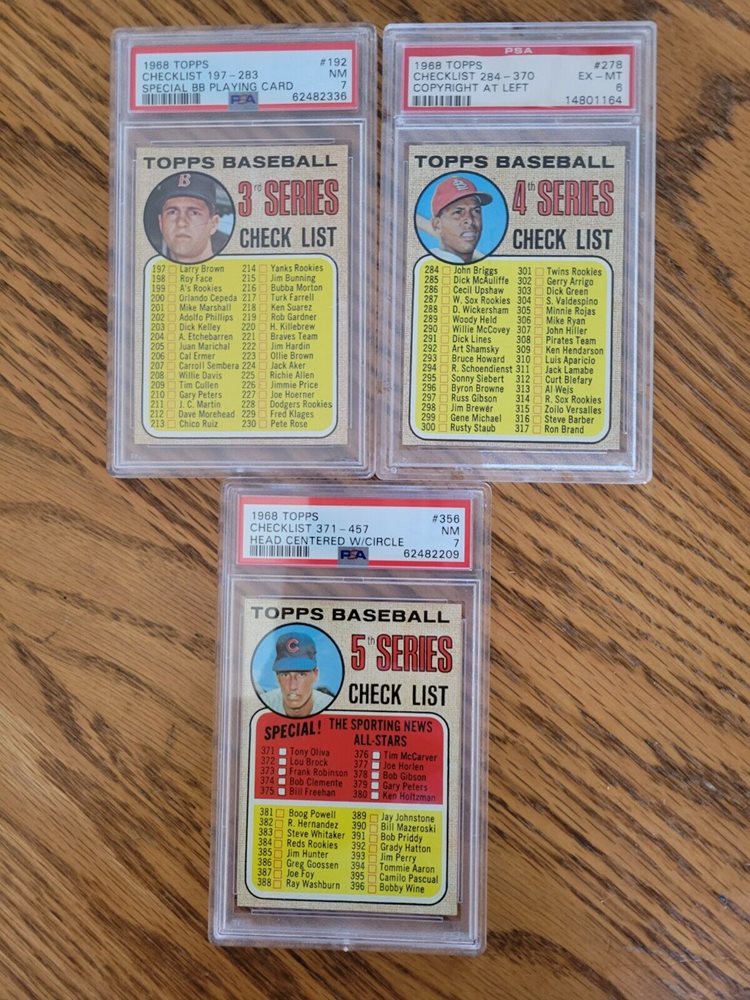 1968 TOPPS #192
CHECKLIST 197-283 NM
SPECIAL BB PLAYING CARD 7
PSA 62482336
TOPPS BASEBALL
B
3rd SERIES
CHECK LIST
197 Larry Brown
198 Roy Face
199 A's Rookies
200 Orlando Cepeda
201 Mike Marshall
202 Adolfo Phillips
203 Dick Kelley
204 A. Etchebarren
205 Juan Marichal
206 Cal Ermer
207 Carroll Sembera
208 Willie Davis
209 Tim Cullen
210 Gary Peters
211 J. C. Martin
212 Dave Morehead
213 Chico Ruiz
214 Yanks Rookies
215 Jim Bunning
216 Bubba Morton
217 Turk Farrell
218 Ken Suarez
219 Rob Gardner
220 H. Killebrew
221 Braves Team
222 Jim Hardin
223 Ollie Brown
224 Jack Aker
225 Richie Allen
226 Jimmie Price
227 Joe Hoerner
228 Dodgers Rookies
229 Fred Klages
230 Pete Rose
PSA
1968 TOPPS #278
CHECKLIST 284-370 EX-MT
COPYRIGHT AT LEFT 6
14801164
TOPPS BASEBALL
4th SERIES
CHECK LIST
284 John Briggs
285 Dick McAuliffe
286 Cecil Upshaw
287 W. Sox Rookies
288 D. Wickersham
289 Woody Held
290 Willie McCovey
291 Dick Lines
292 Art Shamsky
293 Bruce Howard
294 R. Schoendienst
295 Sonny Siebert
296 Byron Browne
297 Russ Gibson
298 Jim Brewer
299 Gene Michael
300 Rusty Staub
301 Twins Rookies
302 Gerry Arrigo
303 Dick Green
304 S. Valdespino
305 Minnie Rojas
306 Mike Ryan
307 John Hiller
308 Pirates Team
309 Ken Hendarson
310 Luis Aparicio
311 Jack Lamabe
312 Curt Blefary
313 Al Weis
314 R. Sox Rookies
315 Zoilo Versalles
316 Steve Barber
317 Ron Brand
1968 TOPPS #356
CHECKLIST 371-457 NM
HEAD CENTERED W/CIRCLE 7
PSA 62482209
TOPPS BASEBALL
C
5th SERIES
CHECK LIST
SPECIAL! THE SPORTING NEWS
ALL-STARS
371 Tony Oliva
372 Lou Brock
373 Frank Robinson
374 Bob Clemente
375 Bill Freehan
376 Tim McCarver
377 Joe Horlen
378 Bob Gibson
379 Gary Peters
380 Ken Holtzman
381 Boog Powell
382 R. Hernandez
383 Steve Whitaker
384 Reds Rookies
385 Jim Hunter
386 Greg Goossen
387 Joe Foy
388 Ray Washburn
389 Jay Johnstone
390 Bill Mazeroski
391 Bob Priddy
392 Grady Hatton
393 Jim Perry
394 Tommie Aaron
395 Camilo Pascual
396 Bobby Wine